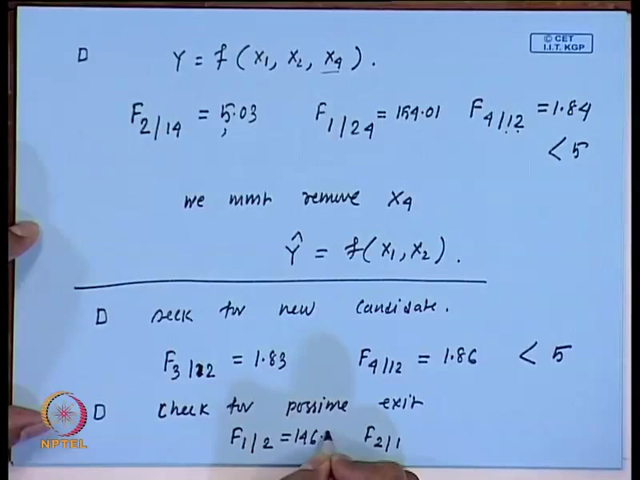 © CET
I.I.T. KGP
Y = f ( X1, X2, X4 ) .
F2/14 = 5.03 F1/24 = 154.01 F4/12 = 1.84
< 5
we must remove X4
Ŷ = f(X1, X2) .
seek for new candidate.
F3/12 = 1.83 F4/12 = 1.86 < 5
check for possible exit
F1/2 = 146. F2/1
NPTEL